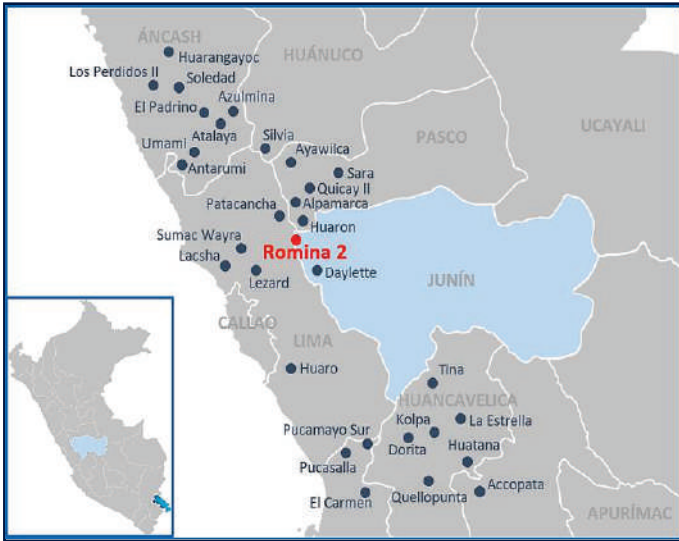 ÁNCASH
Huarangayoc
HUÁNUCO
Los Perdidos II
Soledad
Azulmina
El Padrino
Atalaya
Silvia
PASCO
UCAYALI
Umami
Ayawilca
Antarumi
Sara
Quicay II
Patacancha
Alpamarca
Huaron
Sumac Wayra
Romina 2
Lacsha
Daylette
JUNÍN
Lezard
CALLAO
LIMA
Huaro
Tina
HUANCAVELICA
Kolpa
La Estrella
Pucamayo Sur
Dorita
Huatana
Pucasalla
El Carmen
Quellopunta
Accopata
APURÍMAC